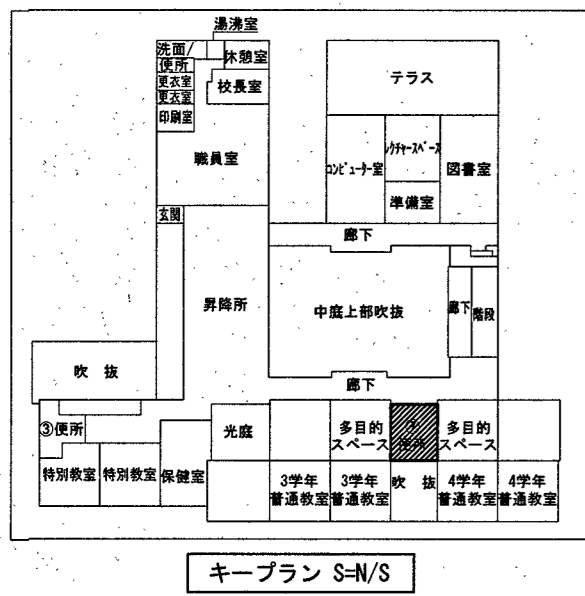 湯沸室
洗面/
便所
休憩室
更衣室
校長室
更衣室
印刷室
職員室
テラス
コンピューター室
レクチャースペース
図書室
準備室
玄関
廊下
昇降所
中庭上部吹抜
廊下
階段
吹 抜
廊下
③便所
光庭
多目的
スペース
便所
多目的
スペース
特別教室
特別教室
保健室
3学年
普通教室
3学年
普通教室
吹 抜
4学年
普通教室
4学年
普通教室
キープラン S=N/S